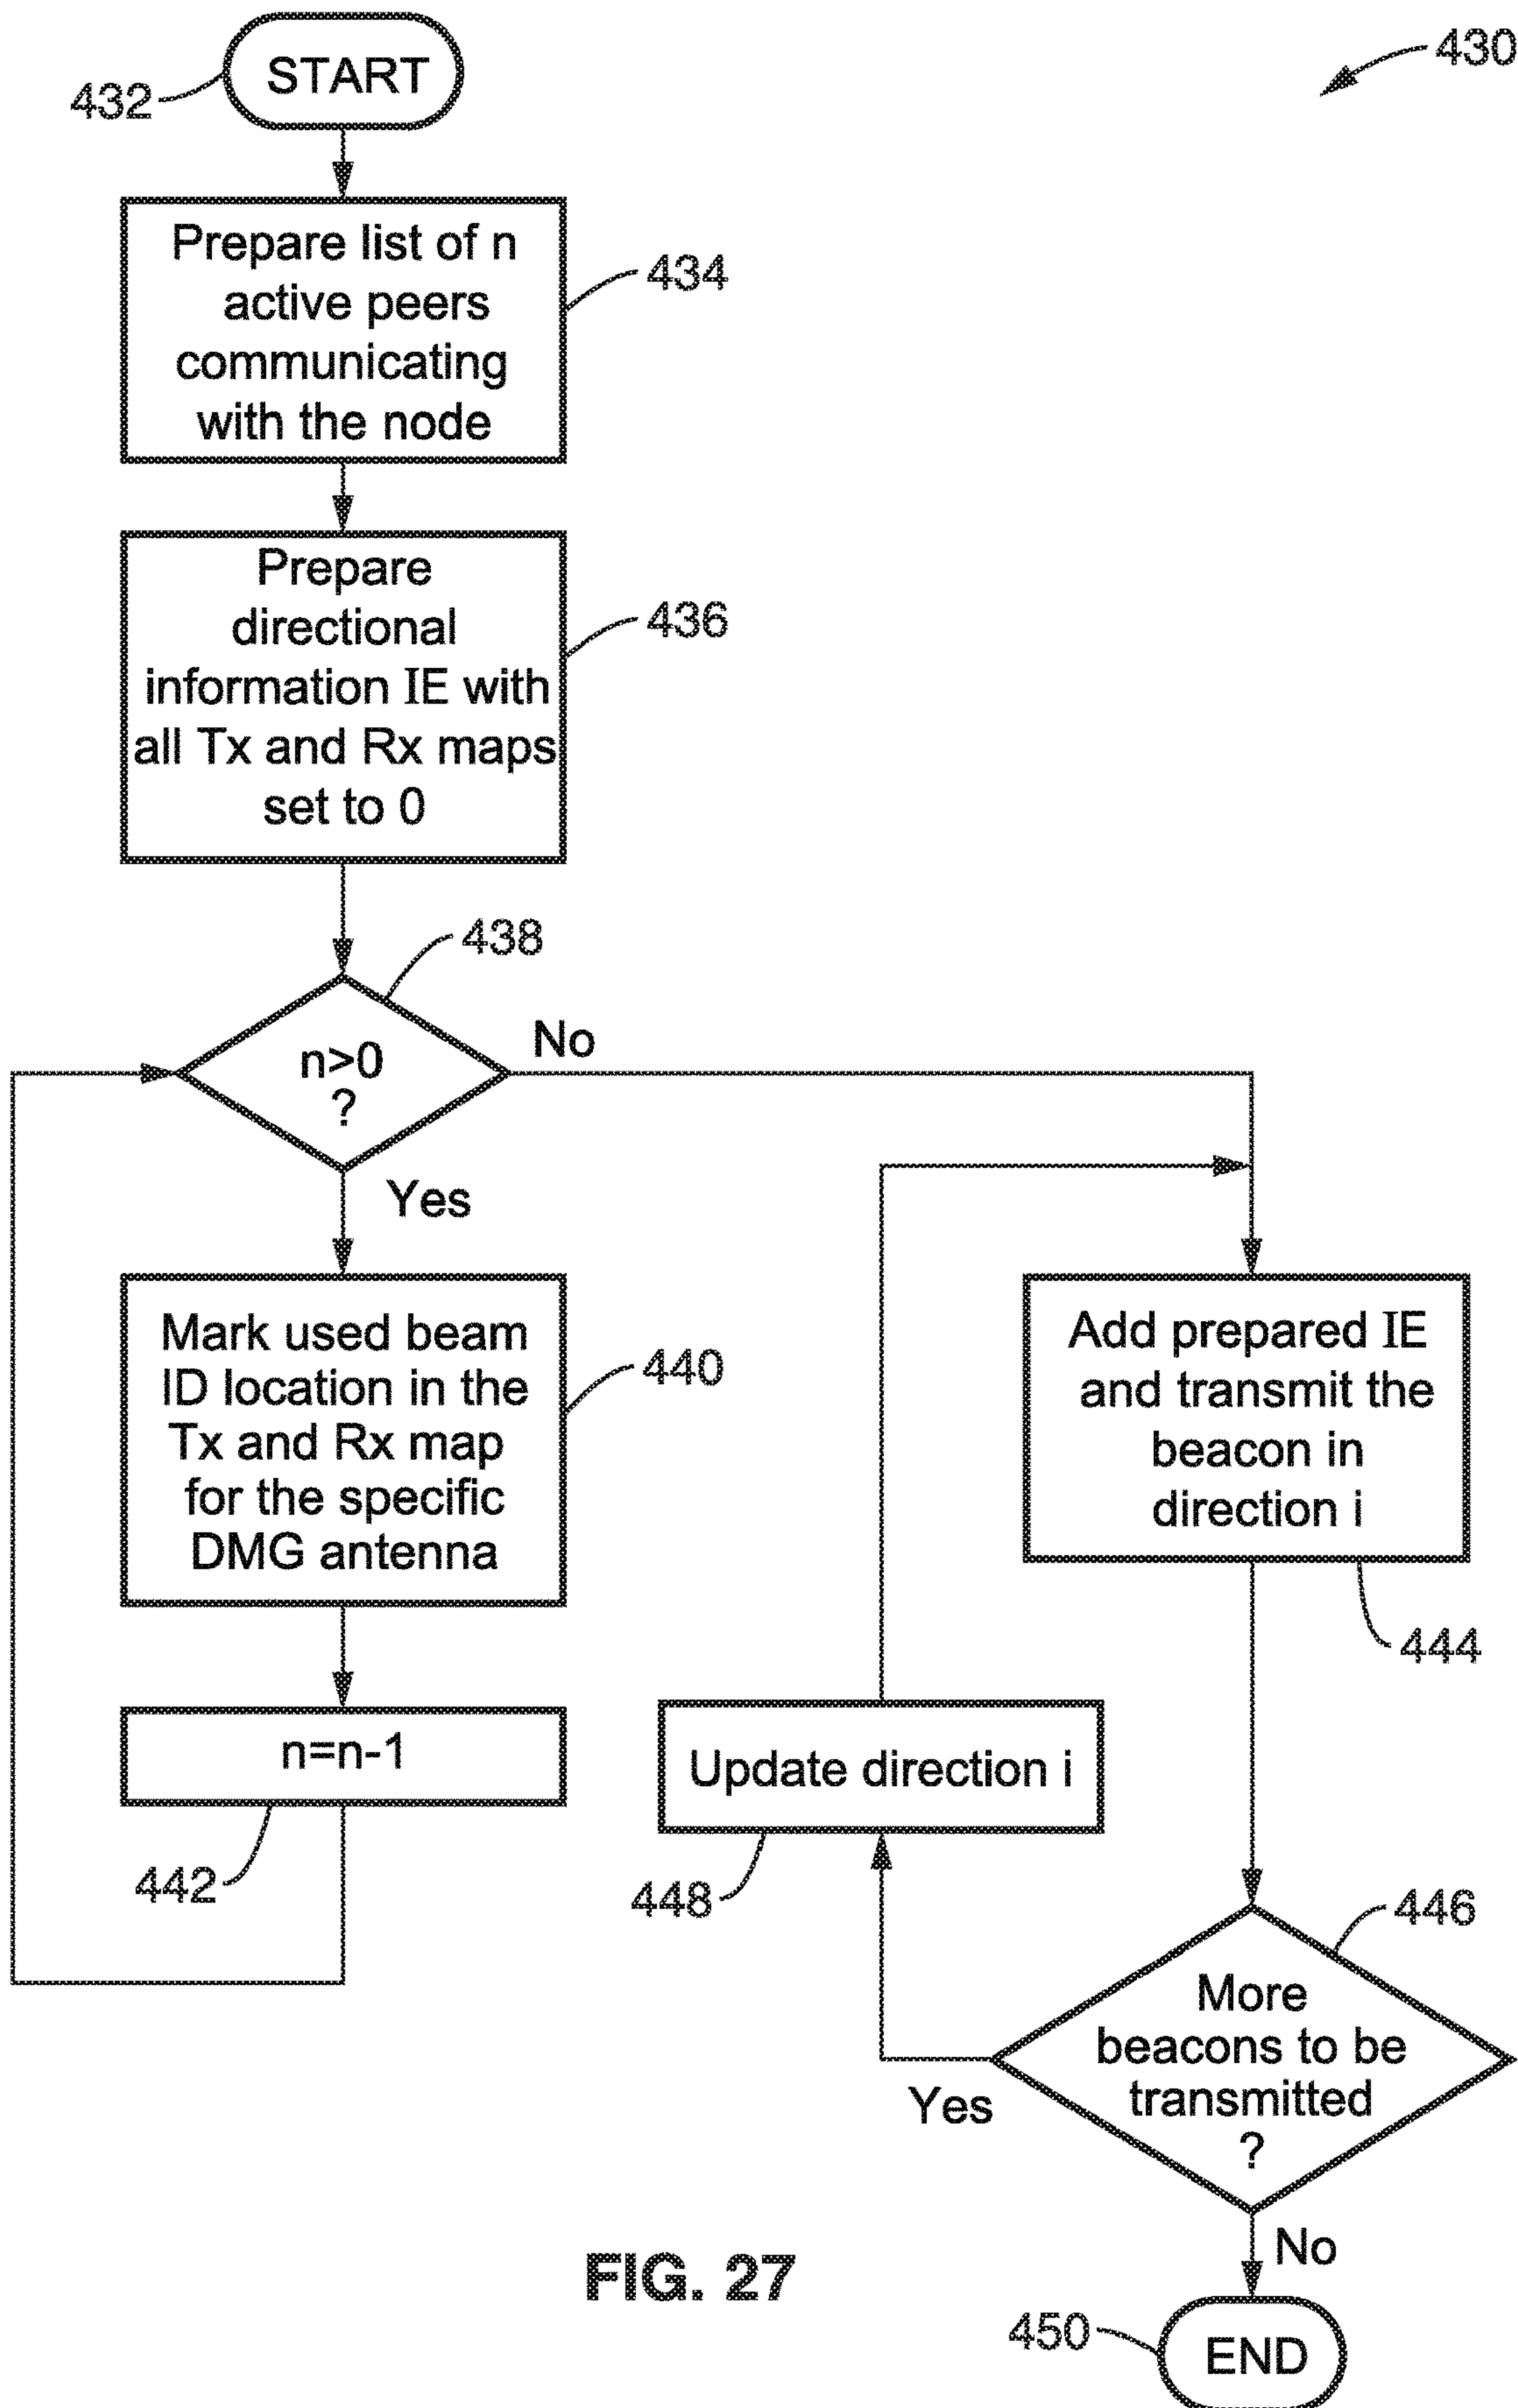 430
START
432
Prepare list of n
active peers
communicating
with the node
434
Prepare
directional
information IE with
all Tx and Rx maps
set to 0
436
438
n>0
?
No
Yes
Mark used beam
ID location in the
Tx and Rx map
for the specific
DMG antenna
440
n=n-1
442
Add prepared IE
and transmit the
beacon in
direction i
444
Update direction i
448
446
More
beacons to be
transmitted
?
Yes
No
450
END
FIG. 27